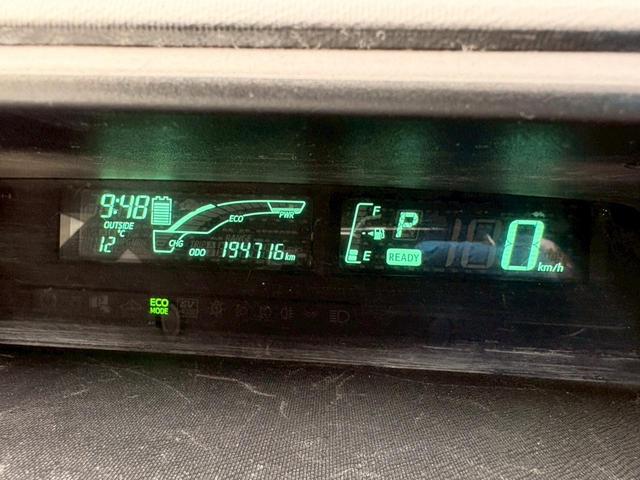 9:48
OUTSIDE
°C
12
ECO
PWR
CHG
ODO 194716 km
F
P
E
READY
0 km/h
ECO
MODE